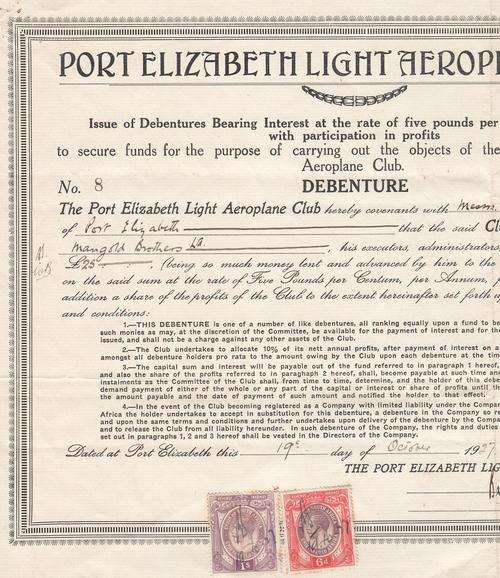 PORT ELIZABETH LIGHT AEROP
Issue of Debentures Bearing Interest at the rate of five pounds per
with participation in profits
to secure funds for the purpose of carrying out the objects of the
Aeroplane Club.
No. 8 DEBENTURE
The Port Elizabeth Light Aeroplane Club hereby covenants with Messrs.
of Port Elizabeth that the said Cl
Mangold Brothers Ld. , his executors, administrators
£25 (being so much money lent and advanced by him to the
on the said sum at the rate of Five Pounds per Centum, per Annum, p
addition a share of the profits of the Club to the extent hereinafter set forth
and conditions:
1.—THIS DEBENTURE is one of a number of like debentures, all ranking equally upon a fund to be
such monies as may, at the discretion of the Committee, be available for the payment of interest and for the
issued, and shall not be a charge against any other assets of the Club.
2.—The Club undertakes to allocate 10% of its nett annual profits, after payment of interest on
amongst all debenture holders pro rata to the amount owing by the Club upon each debenture at the tim
3.—The capital sum and interest will be payable out of the fund referred to in paragraph 1 hereof,
and also the share of the profits referred in paragraph 2 hereof, shall, become payable at such time and
instalments as the Committee of the Club shall, from time to time, determine, and the holder of this debe
demand payment of either the whole or any part of the capital or interest or share of profits until th
the amount payable and the date of payment of such amount and notified the holder to that effect.
4.—In the event of the Club becoming registered as a Company with limited liability under the Compan
Africa the holder undertakes to accept in substitution for this debenture, a debenture in the Company so re
and upon the same terms and conditions and further undertakes upon delivery of the debenture by the Compan
and to release the Club from all liability hereunder. In such debenture of the Company, the rights and duties
set out in paragraphs 1, 2 and 3 hereof shall be vested in the Directors of the Company.
Dated at Port Elizabeth this 19th day of October 1927
THE PORT ELIZABETH LIG
1s 6d